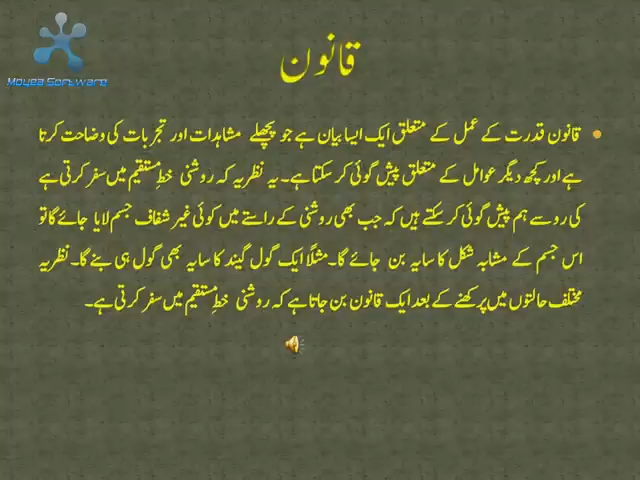 Moyea Software
قانون
قانون قدرت کے عمل کے متعلق ایک ایسا بیان ہے جو پچھلے مشاہدات اور تجربات کی وضاحت کرتا
ہے اور کچھ دیگر عوامل کے متعلق پیش گوئی کر سکتا ہے۔ یہ نظریہ کہ روشنی خطِ مستقیم میں سفر کرتی ہے
کی رو سے ہم پیش گوئی کر سکتے ہیں کہ جب بھی روشنی کے راستے میں کوئی غیر شفاف جسم لایا جائے گا تو
اس جسم کے مشابہ شکل کا سایہ بن جائے گا۔ مثلاً ایک گول گیند کا سایہ بھی گول ہی بنے گا۔ نظریہ
مختلف حالتوں میں پرکھنے کے بعد ایک قانون بن جاتا ہے کہ روشنی خطِ مستقیم میں سفر کرتی ہے۔